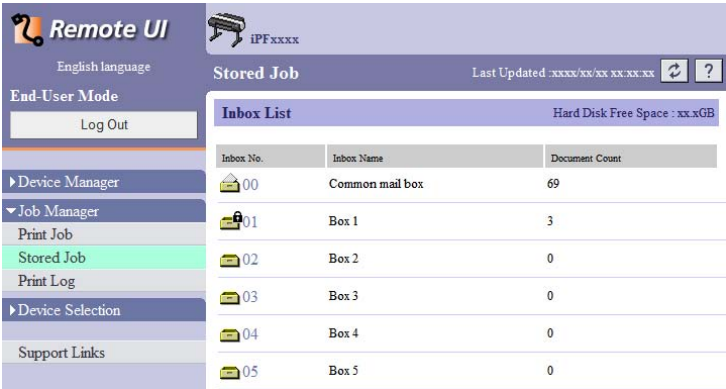 Remote UI
English language
End-User Mode
Log Out
Device Manager
Job Manager
Print Job
Stored Job
Print Log
Device Selection
Support Links
iPFxxxx
Stored Job Last Updated :xxxx/xx/xx xx:xx:xx ?
Inbox List Hard Disk Free Space : xx.xGB
Inbox No. Inbox Name Document Count
00 Common mail box 69
01 Box 1 3
02 Box 2 0
03 Box 3 0
04 Box 4 0
05 Box 5 0